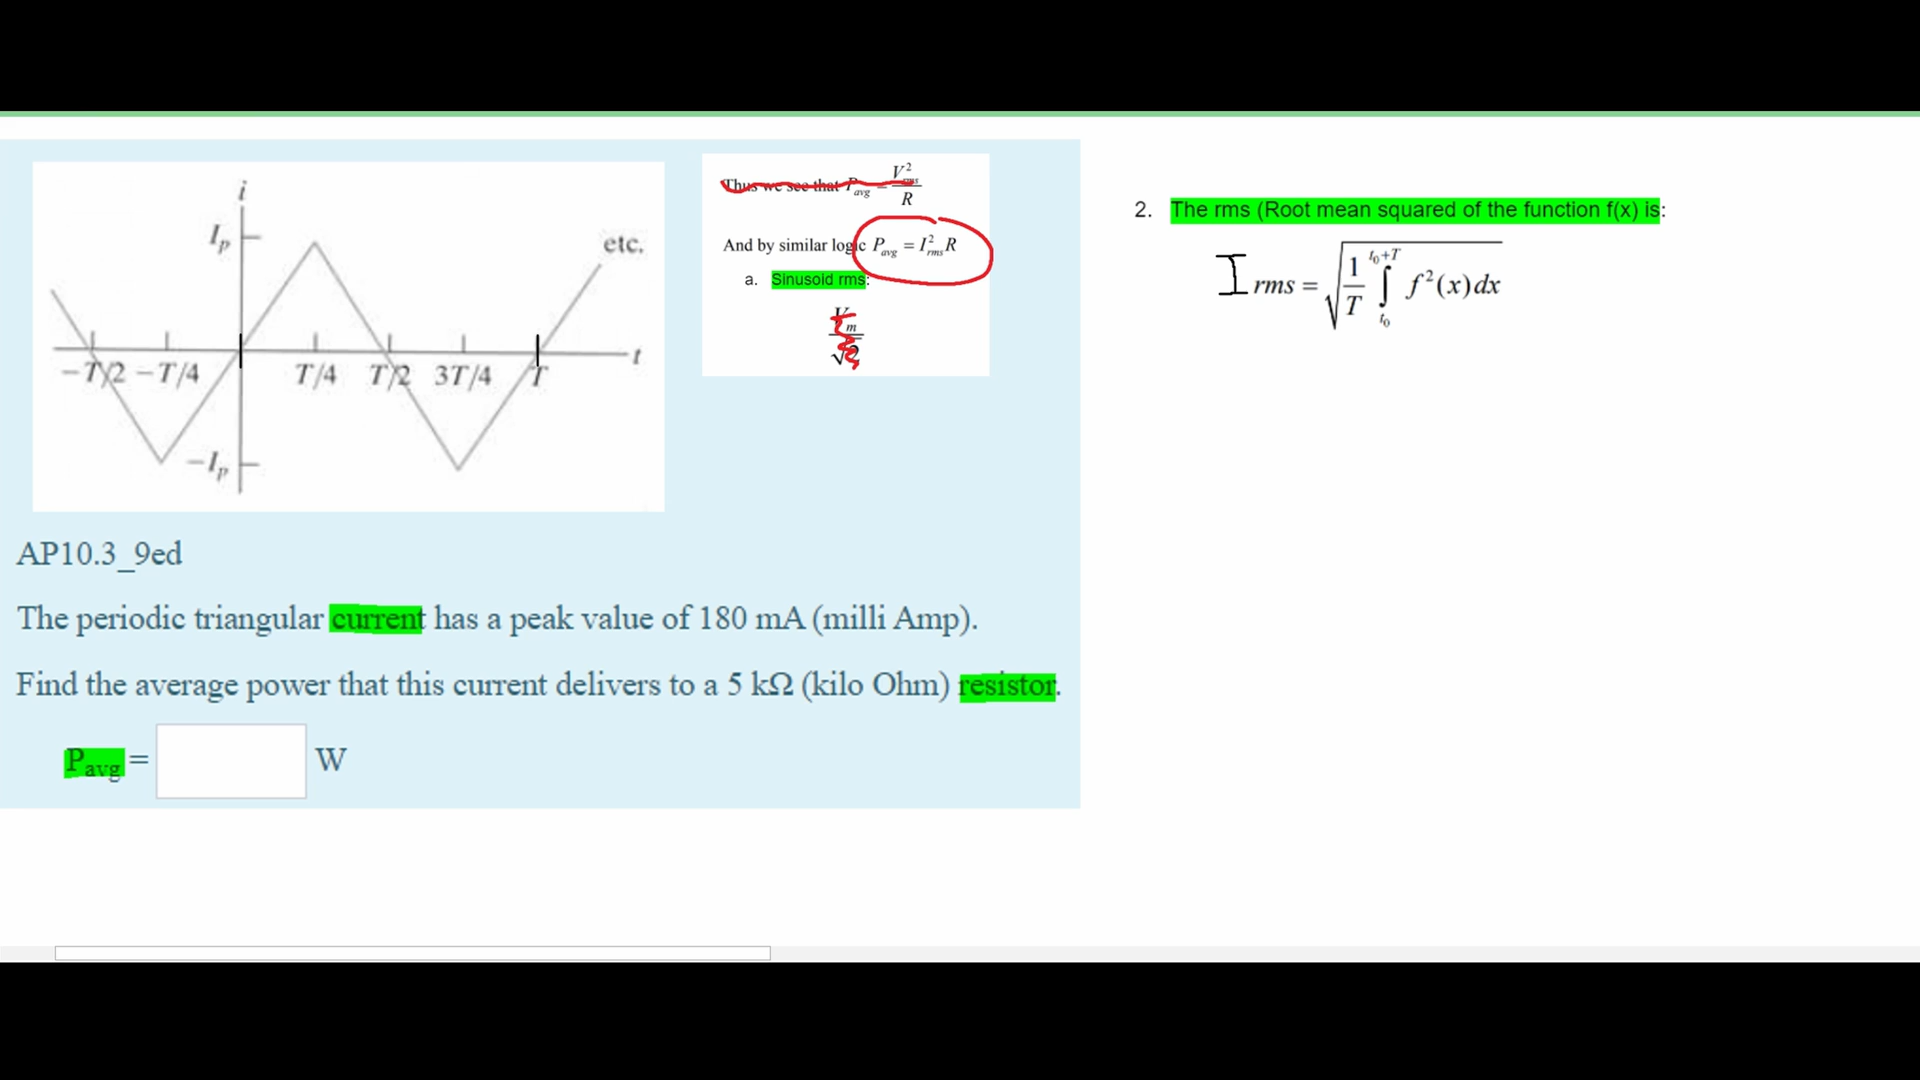 i
I_p
etc.
t
−T/2 −T/4 T/4 T/2 3T/4 T
−I_p
Thus we see that P_avg = V²_rms / R
And by similar logic P_avg = I²_rms R
a. Sinusoid rms:
V_m / √2
2. The rms (Root mean squared of the function f(x) is:
I rms = √(1/T ∫_{t₀}^{t₀+T} f²(x)dx)
AP10.3_9ed
The periodic triangular current has a peak value of 180 mA (milli Amp).
Find the average power that this current delivers to a 5 kΩ (kilo Ohm) resistor.
P_avg = W